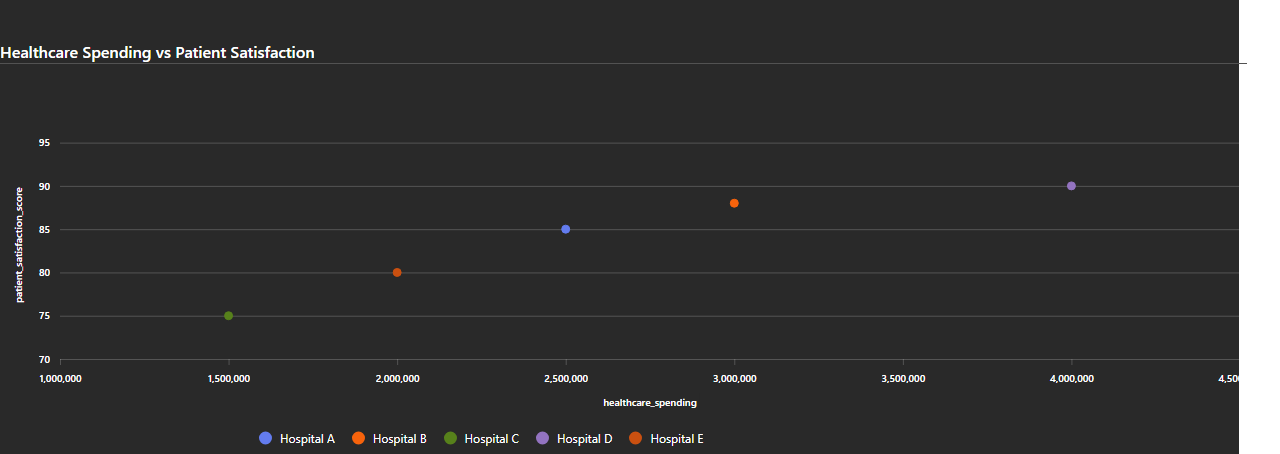 Healthcare Spending vs Patient Satisfaction
95
90
85
80
75
70
patient_satisfaction_score
1,000,000 1,500,000 2,000,000 2,500,000 3,000,000 3,500,000 4,000,000 4,50
healthcare_spending
Hospital A Hospital B Hospital C Hospital D Hospital E